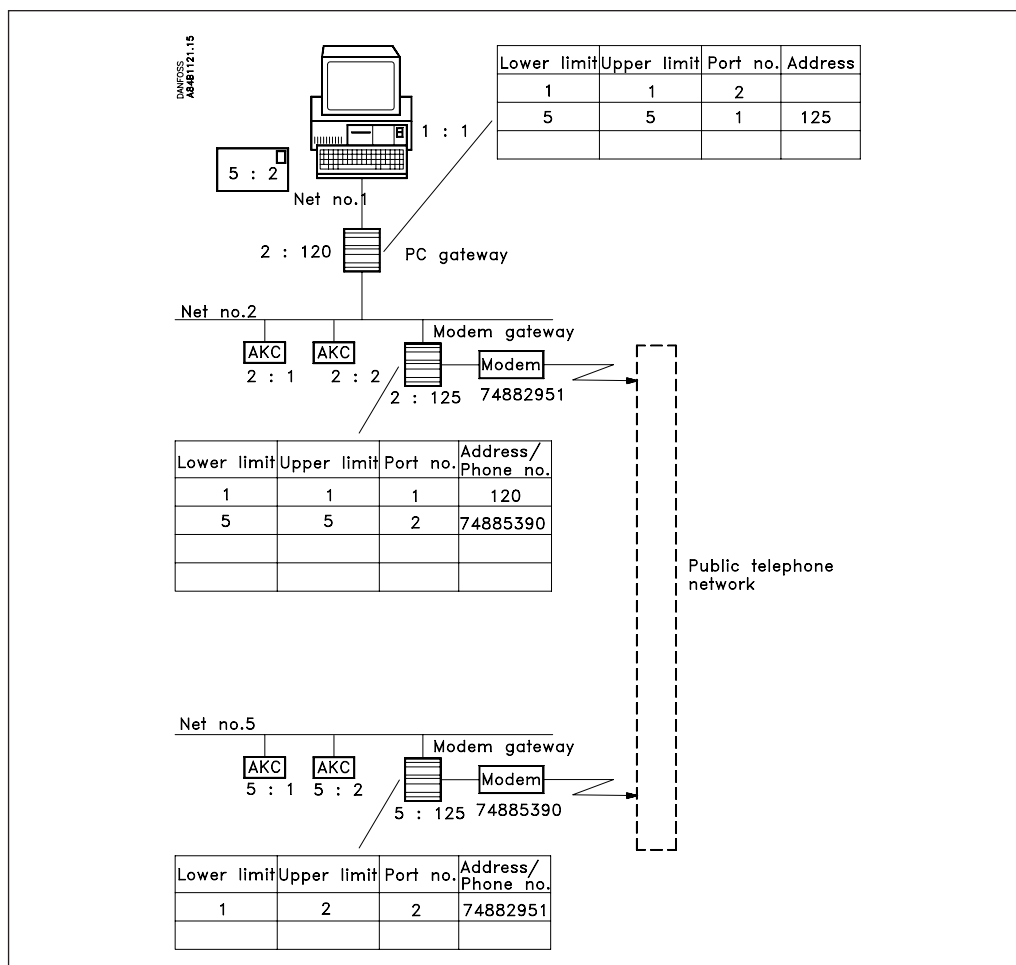 DANFOSS
A84B1121.15
Lower limit Upper limit Port no. Address
1 1 2
5 5 1 125
1 : 1
5 : 2
Net no.1
2 : 120
PC gateway
Net no.2
Modem gateway
AKC AKC Modem
2 : 1 2 : 2 2 : 125 74882951
Lower limit Upper limit Port no. Address/
Phone no.
1 1 1 120
5 5 2 74885390
Public telephone
network
Net no.5
Modem gateway
AKC AKC Modem
5 : 1 5 : 2 5 : 125 74885390
Lower limit Upper limit Port no. Address/
Phone no.
1 2 2 74882951